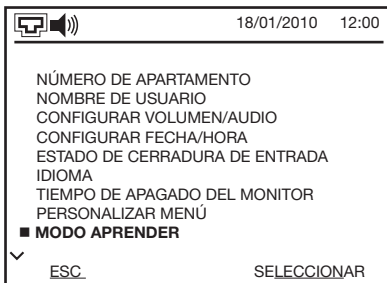 18/01/2010 12:00
NÚMERO DE APARTAMENTO
NOMBRE DE USUARIO
CONFIGURAR VOLUMEN/AUDIO
CONFIGURAR FECHA/HORA
ESTADO DE CERRADURA DE ENTRADA
IDIOMA
TIEMPO DE APAGADO DEL MONITOR
PERSONALIZAR MENÚ
MODO APRENDER
ESC SELECCIONAR